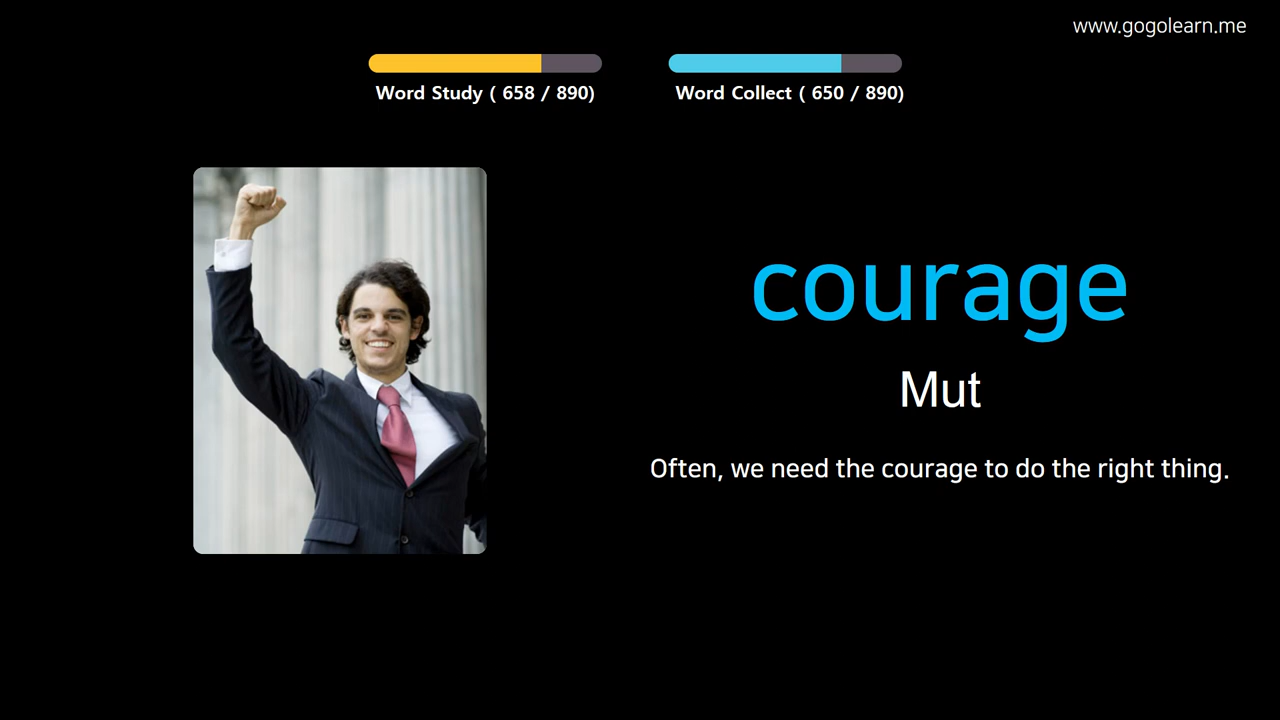 www.gogolearn.me
Word Study ( 658 / 890)
Word Collect ( 650 / 890)
courage
Mut
Often, we need the courage to do the right thing.